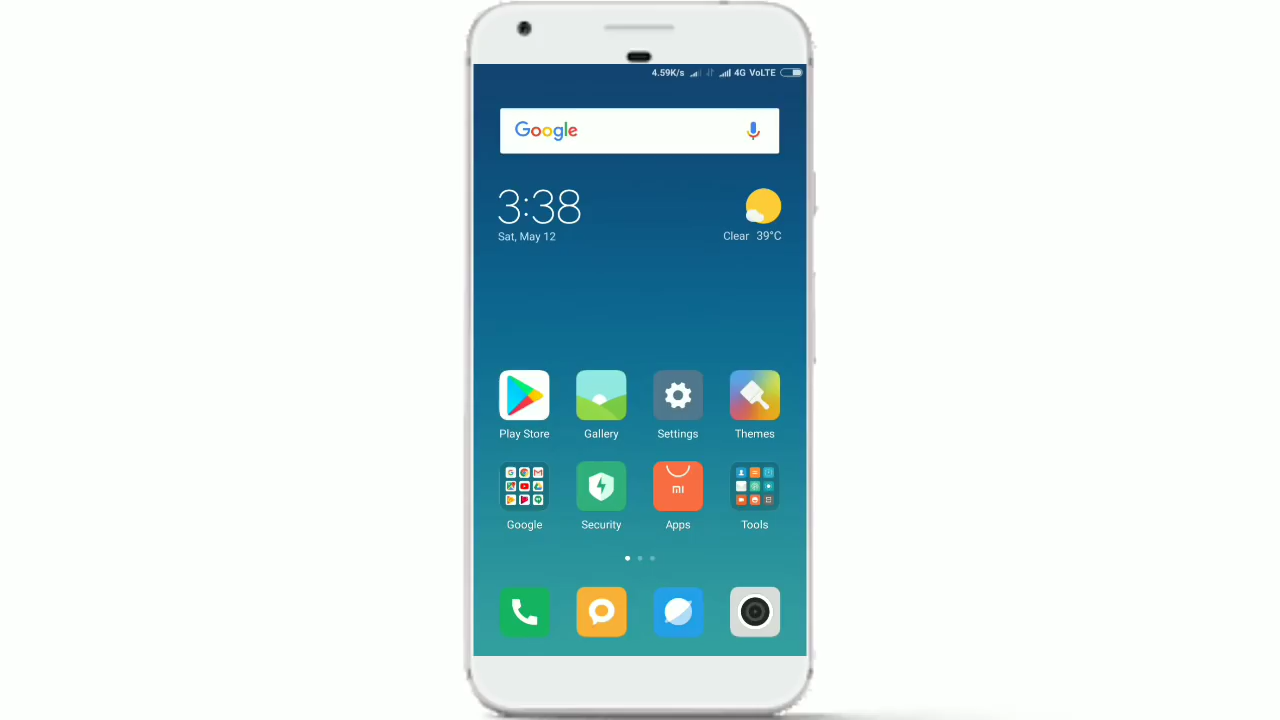 4.59K/s 4G VoLTE
Google
3:38
Sat, May 12
Clear 39°C
Play Store Gallery Settings Themes
mi
Google Security Apps Tools